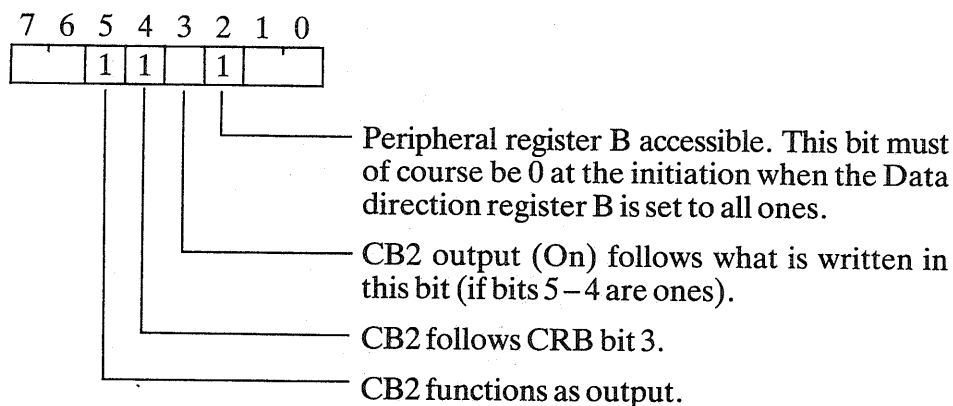 7 6 5 4 3 2 1 0
1 1 1
Peripheral register B accessible. This bit must
of course be 0 at the initiation when the Data
direction register B is set to all ones.
CB2 output (On) follows what is written in
this bit (if bits 5–4 are ones).
CB2 follows CRB bit 3.
CB2 functions as output.